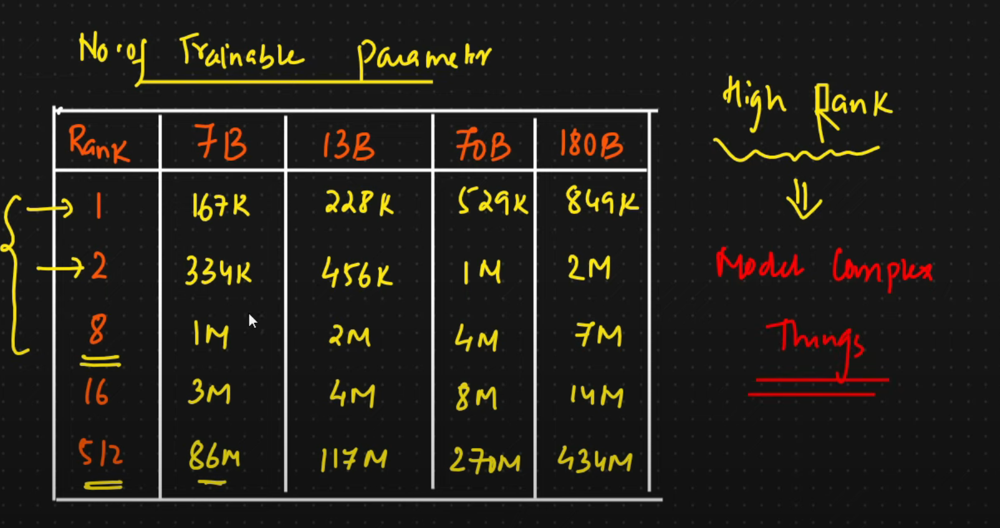 No. of Trainable Parameter
High Rank
Rank 7B 13B 70B 180B
1 167K 228K 529K 849K
2 334K 456K 1M 2M
Model Complex
8 1M 2M 4M 7M
Things
16 3M 4M 8M 14M
512 86M 117M 270M 434M